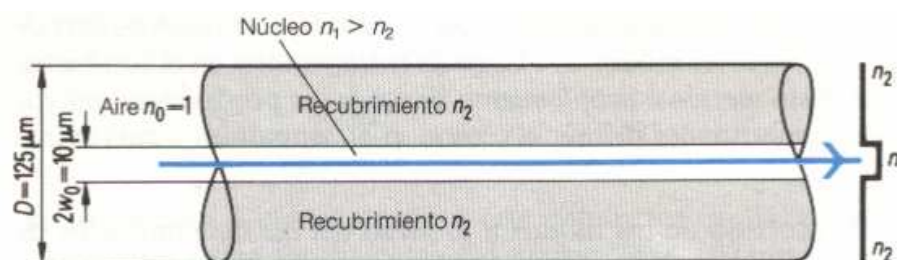 Núcleo n₁ > n₂
Aire n₀=1
Recubrimiento n₂
D=125 μm
2w₀=10 μm
Recubrimiento n₂
n₂
n
n₂